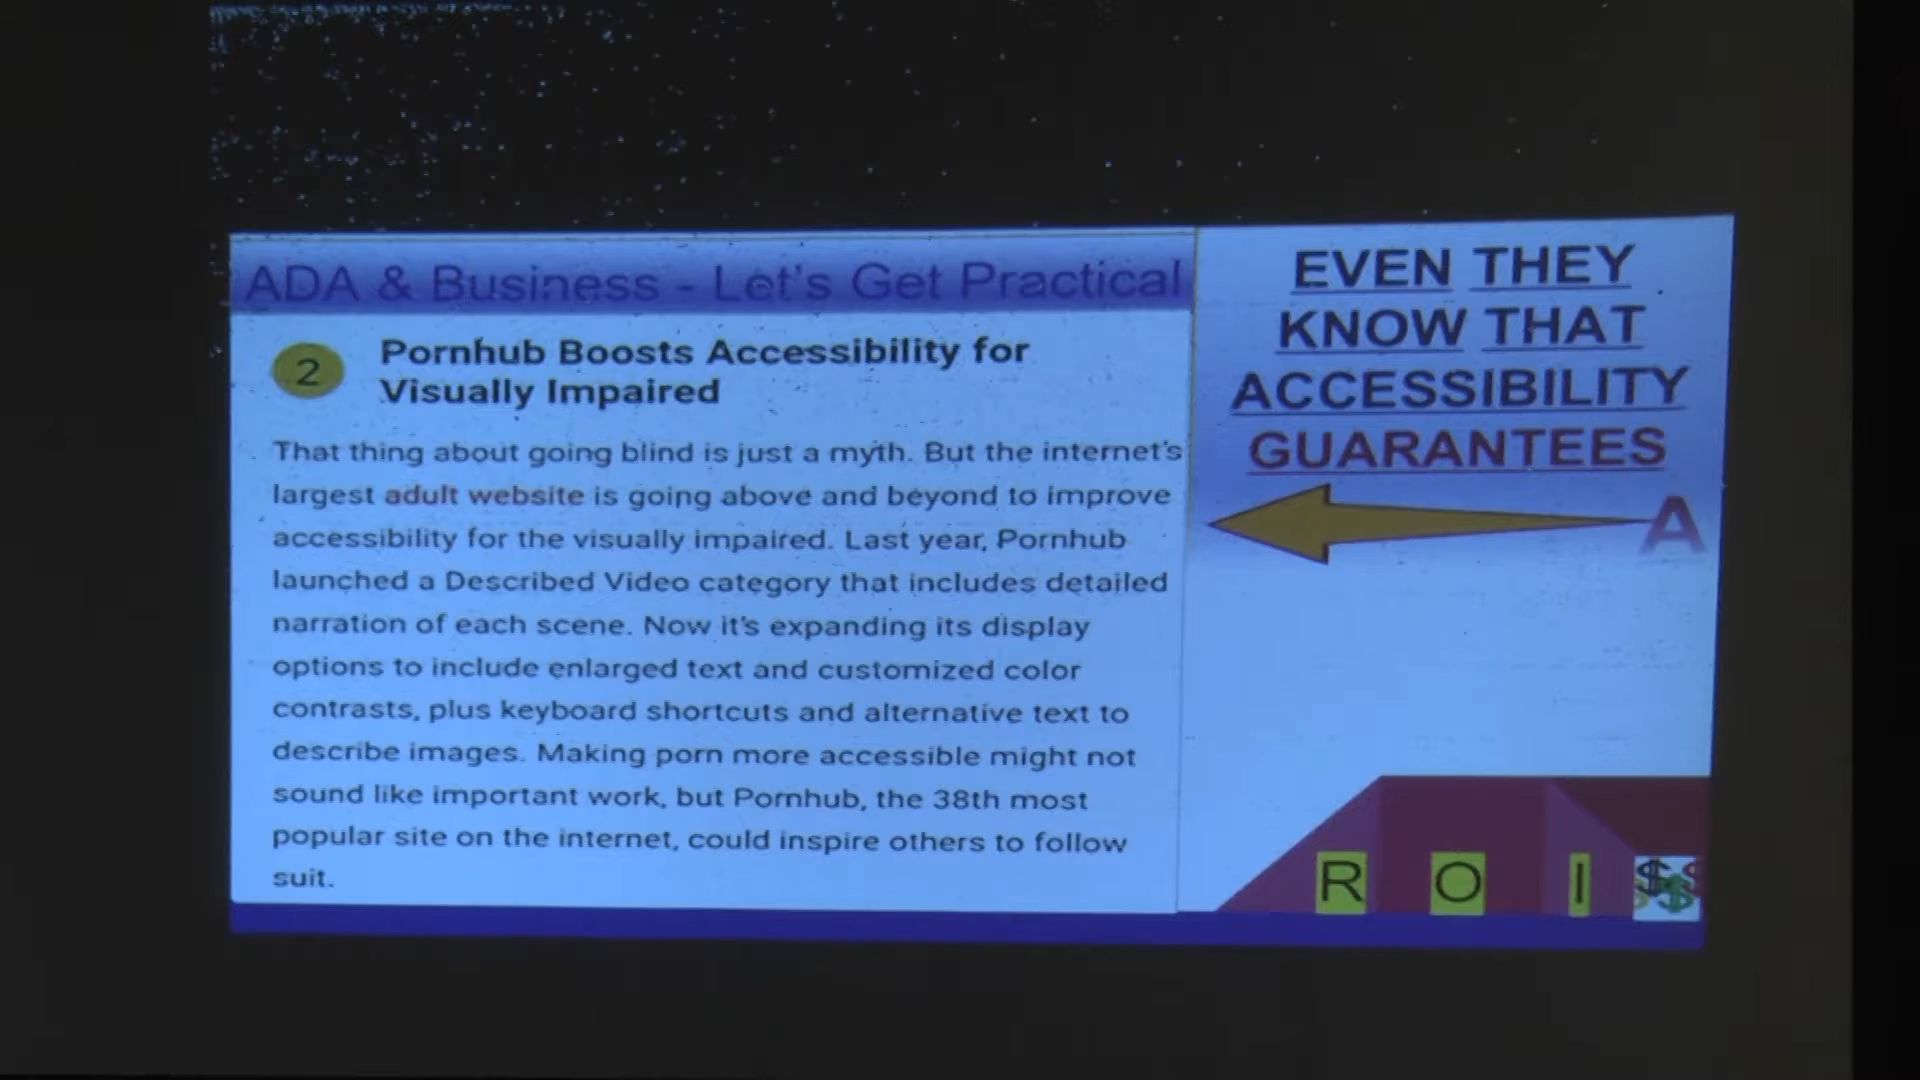 ADA & Business - Let's Get Practical
2
Pornhub Boosts Accessibility for
Visually Impaired
That thing about going blind is just a myth. But the internet's
largest adult website is going above and beyond to improve
accessibility for the visually impaired. Last year, Pornhub
launched a Described Video category that includes detailed
narration of each scene. Now it's expanding its display
options to include enlarged text and customized color
contrasts, plus keyboard shortcuts and alternative text to
describe images. Making porn more accessible might not
sound like important work, but Pornhub, the 38th most
popular site on the internet, could inspire others to follow
suit.
EVEN THEY
KNOW THAT
ACCESSIBILITY
GUARANTEES
A
R O I $$$